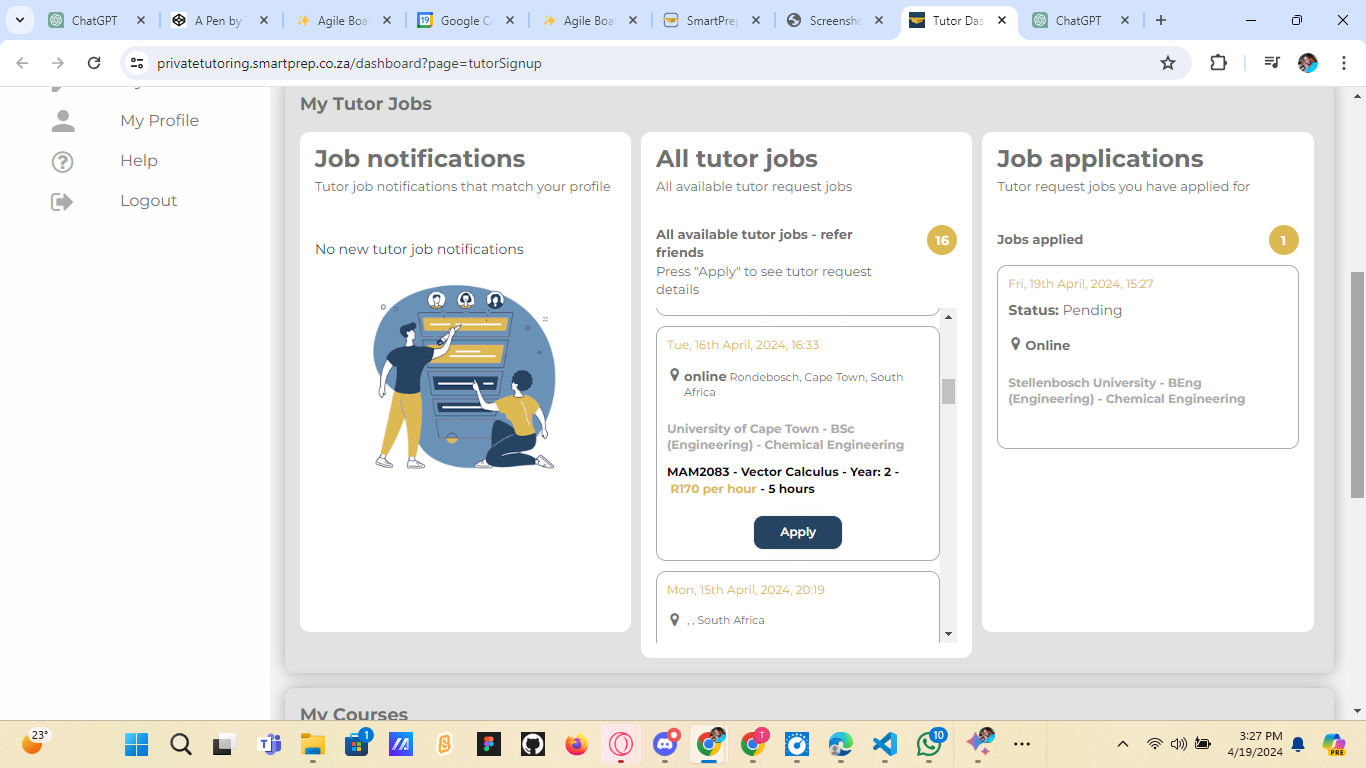 ChatGPT
A Pen by
Agile Boa
Google C
Agile Boa
SmartPrep
Screensho
Tutor Das
ChatGPT
privatetutoring.smartprep.co.za/dashboard?page=tutorSignup
My Profile
Help
Logout
My Tutor Jobs
Job notifications
Tutor job notifications that match your profile
No new tutor job notifications
All tutor jobs
All available tutor request jobs
All available tutor jobs - refer
friends
16
Press "Apply" to see tutor request
details
Tue, 16th April, 2024, 16:33
online Rondebosch, Cape Town, South
Africa
University of Cape Town - BSc
(Engineering) - Chemical Engineering
MAM2083 - Vector Calculus - Year: 2 -
R170 per hour - 5 hours
Apply
Mon, 15th April, 2024, 20:19
, , South Africa
Job applications
Tutor request jobs you have applied for
Jobs applied
1
Fri, 19th April, 2024, 15:27
Status: Pending
Online
Stellenbosch University - BEng
(Engineering) - Chemical Engineering
My Courses
23°
1
T
10
3:27 PM
4/19/2024
PRE